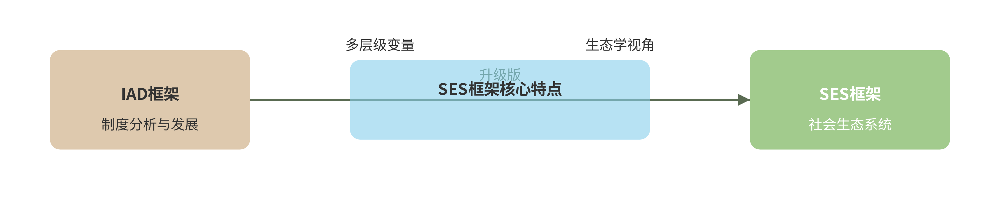 IAD框架
制度分析与发展
多层级变量
生态学视角
升级版
SES框架核心特点
SES框架
社会生态系统